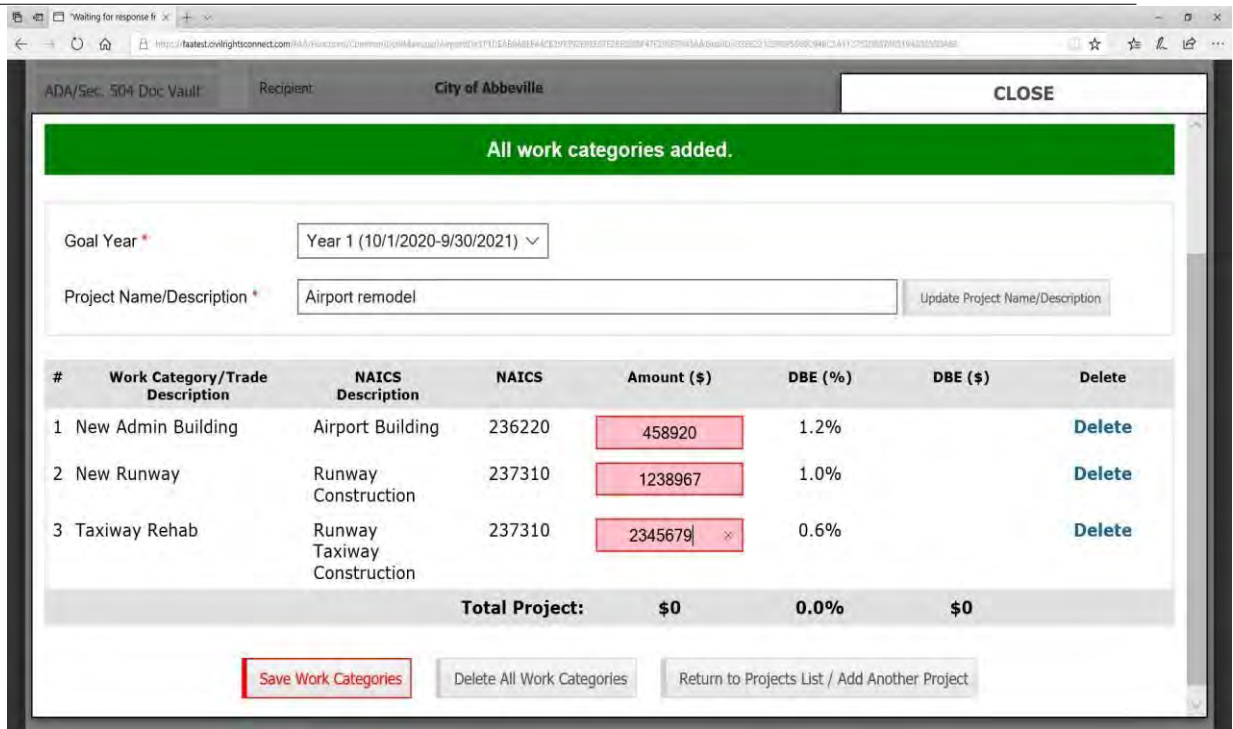 "Waiting for response fr
https://faatest.civilrightsconnect.com/
ADA/Sec. 504 Doc Vault Recipient City of Abbeville CLOSE
All work categories added.
Goal Year * Year 1 (10/1/2020-9/30/2021)
Project Name/Description * Airport remodel Update Project Name/Description
# Work Category/Trade Description NAICS Description NAICS Amount ($) DBE (%) DBE ($) Delete
1 New Admin Building Airport Building 236220 458920 1.2% Delete
2 New Runway Runway Construction 237310 1238967 1.0% Delete
3 Taxiway Rehab Runway Taxiway Construction 237310 2345679 0.6% Delete
Total Project: $0 0.0% $0
Save Work Categories Delete All Work Categories Return to Projects List / Add Another Project